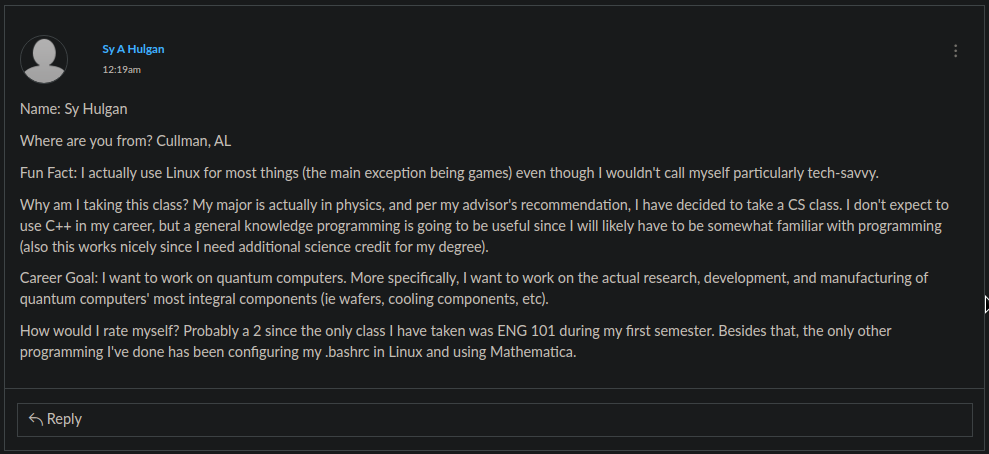 Sy A Hulgan
12:19am
Name: Sy Hulgan
Where are you from? Cullman, AL
Fun Fact: I actually use Linux for most things (the main exception being games) even though I wouldn't call myself particularly tech-savvy.
Why am I taking this class? My major is actually in physics, and per my advisor's recommendation, I have decided to take a CS class. I don't expect to
use C++ in my career, but a general knowledge programming is going to be useful since I will likely have to be somewhat familiar with programming
(also this works nicely since I need additional science credit for my degree).
Career Goal: I want to work on quantum computers. More specifically, I want to work on the actual research, development, and manufacturing of
quantum computers' most integral components (ie wafers, cooling components, etc).
How would I rate myself? Probably a 2 since the only class I have taken was ENG 101 during my first semester. Besides that, the only other
programming I've done has been configuring my .bashrc in Linux and using Mathematica.
Reply